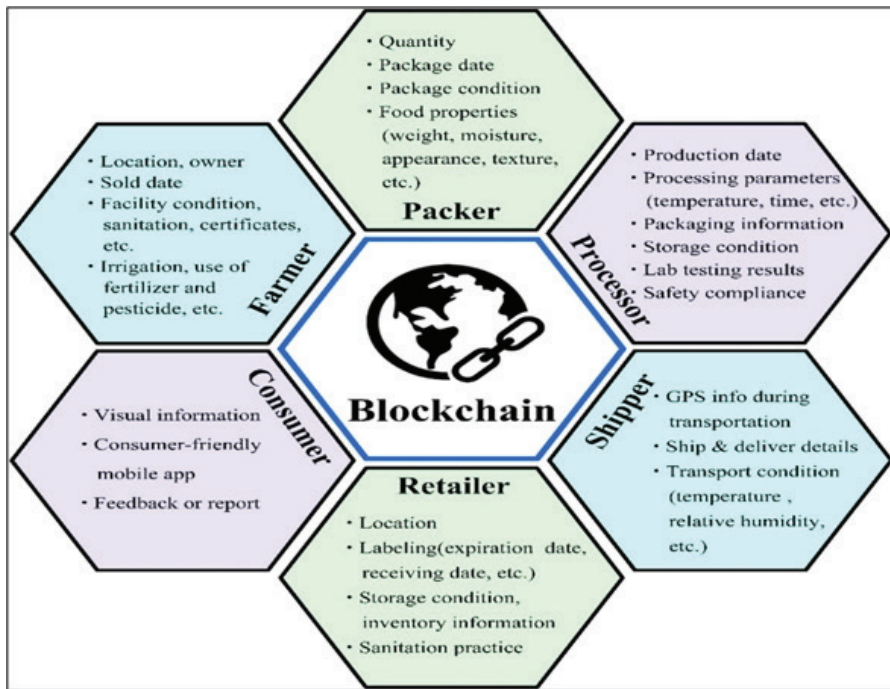 • Quantity
• Package date
• Package condition
• Food properties
(weight, moisture,
appearance, texture,
etc.)
Packer
• Location, owner
• Sold date
• Facility condition,
sanitation, certificates,
etc.
• Irrigation, use of
fertilizer and
pesticide, etc.
Farmer
• Production date
• Processing parameters
(temperature, time, etc.)
• Packaging information
• Storage condition
• Lab testing results
• Safety compliance
Processor
Blockchain
• Visual information
• Consumer-friendly
mobile app
• Feedback or report
Consumer
Shipper
• GPS info during
transportation
• Ship & deliver details
• Transport condition
(temperature ,
relative humidity,
etc.)
Retailer
• Location
• Labeling(expiration date,
receiving date, etc.)
• Storage condition,
inventory information
• Sanitation practice